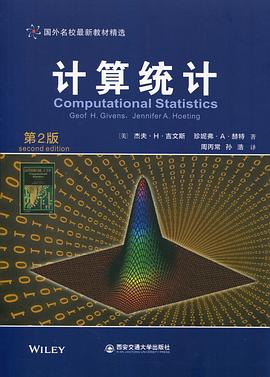 国外名校最新教材精选
计算统计
Computational Statistics
Geof H. Givens, Jennifer A. Hoeting
第2版
second edition
[美] 杰夫·H·吉文斯 珍妮弗·A·赫特 著
周丙常 孙浩 译
WILEY
西安交通大学出版社